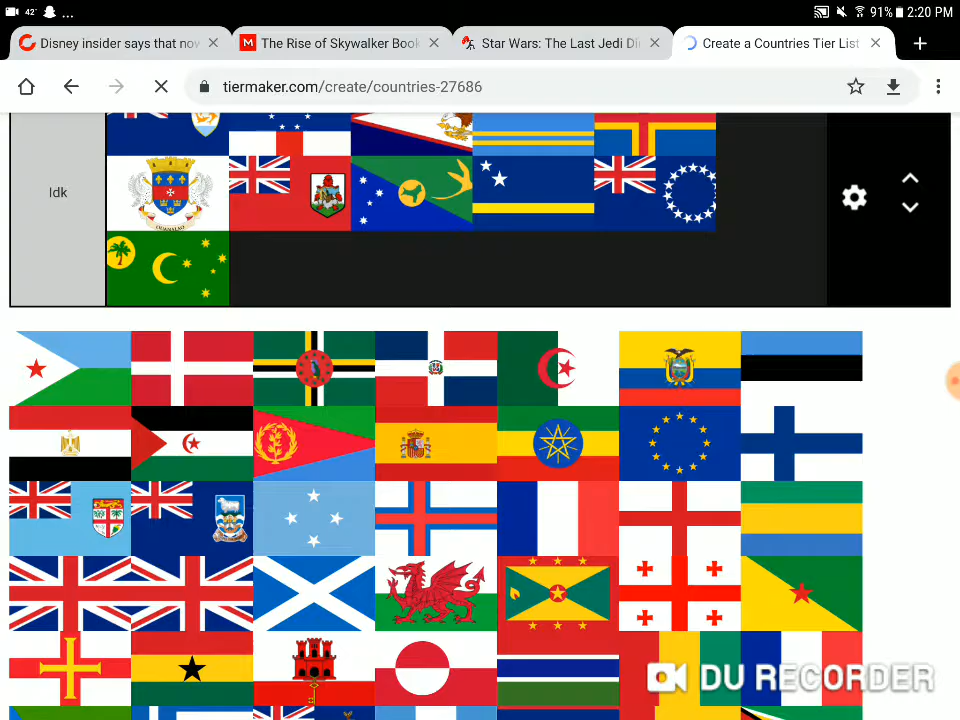 42° ...
91% 2:20 PM
Disney insider says that nov
The Rise of Skywalker Book
Star Wars: The Last Jedi Di
Create a Countries Tier List
tiermaker.com/create/countries-27686
Idk
DU RECORDER